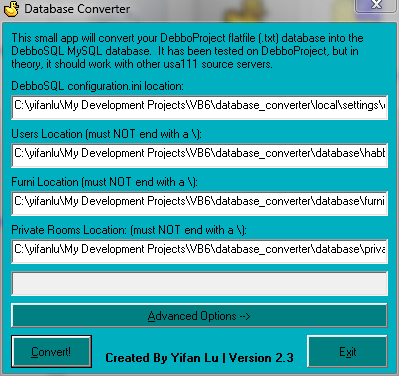 Database Converter
This small app will convert your DebboProject flatfile (.txt) database into the
DebboSQL MySQL database. It has been tested on DebboProject, but in
theory, it should work with other usa111 source servers.
DebboSQL configuration.ini location:
C:\yifanlu\My Development Projects\VB6\database_converter\local\settings\
Users Location (must NOT end with a \):
C:\yifanlu\My Development Projects\VB6\database_converter\database\habb
Furni Location (must NOT end with a \):
C:\yifanlu\My Development Projects\VB6\database_converter\database\furni
Private Rooms Location: (must NOT end with a \):
C:\yifanlu\My Development Projects\VB6\database_converter\database\priva
Advanced Options -->
Convert!
Created By Yifan Lu | Version 2.3
Exit